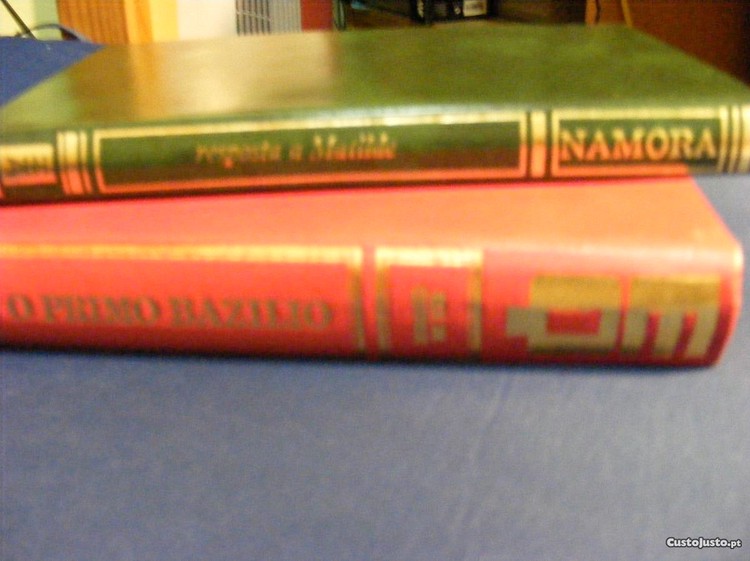 resposta a Matilde
NAMORA
O PRIMO BAZILIO
CustoJusto.pt